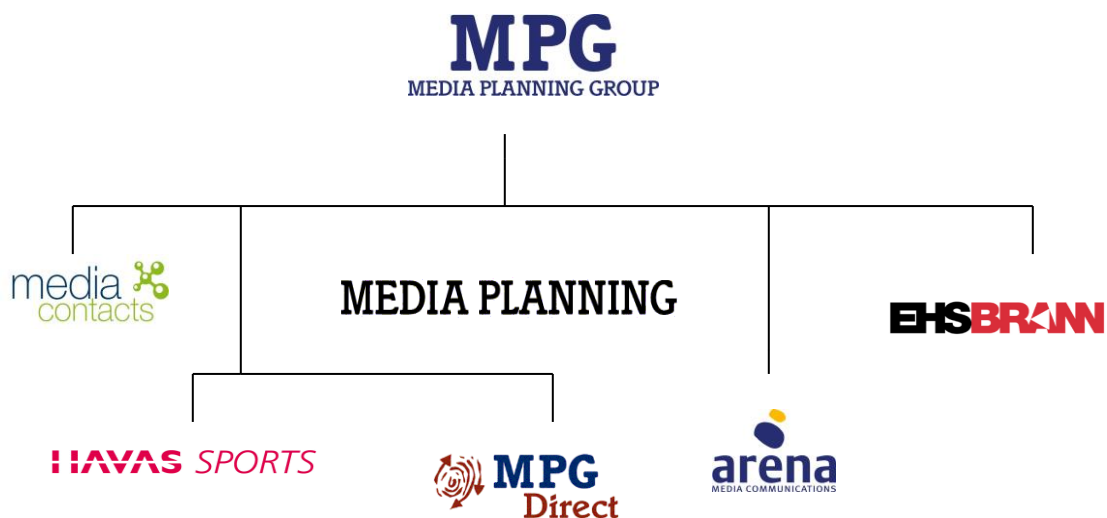 MPG
MEDIA PLANNING GROUP
media
contacts
MEDIA PLANNING
EHSBRANN
HAVAS SPORTS
MPG
Direct
arena
MEDIA COMMUNICATIONS